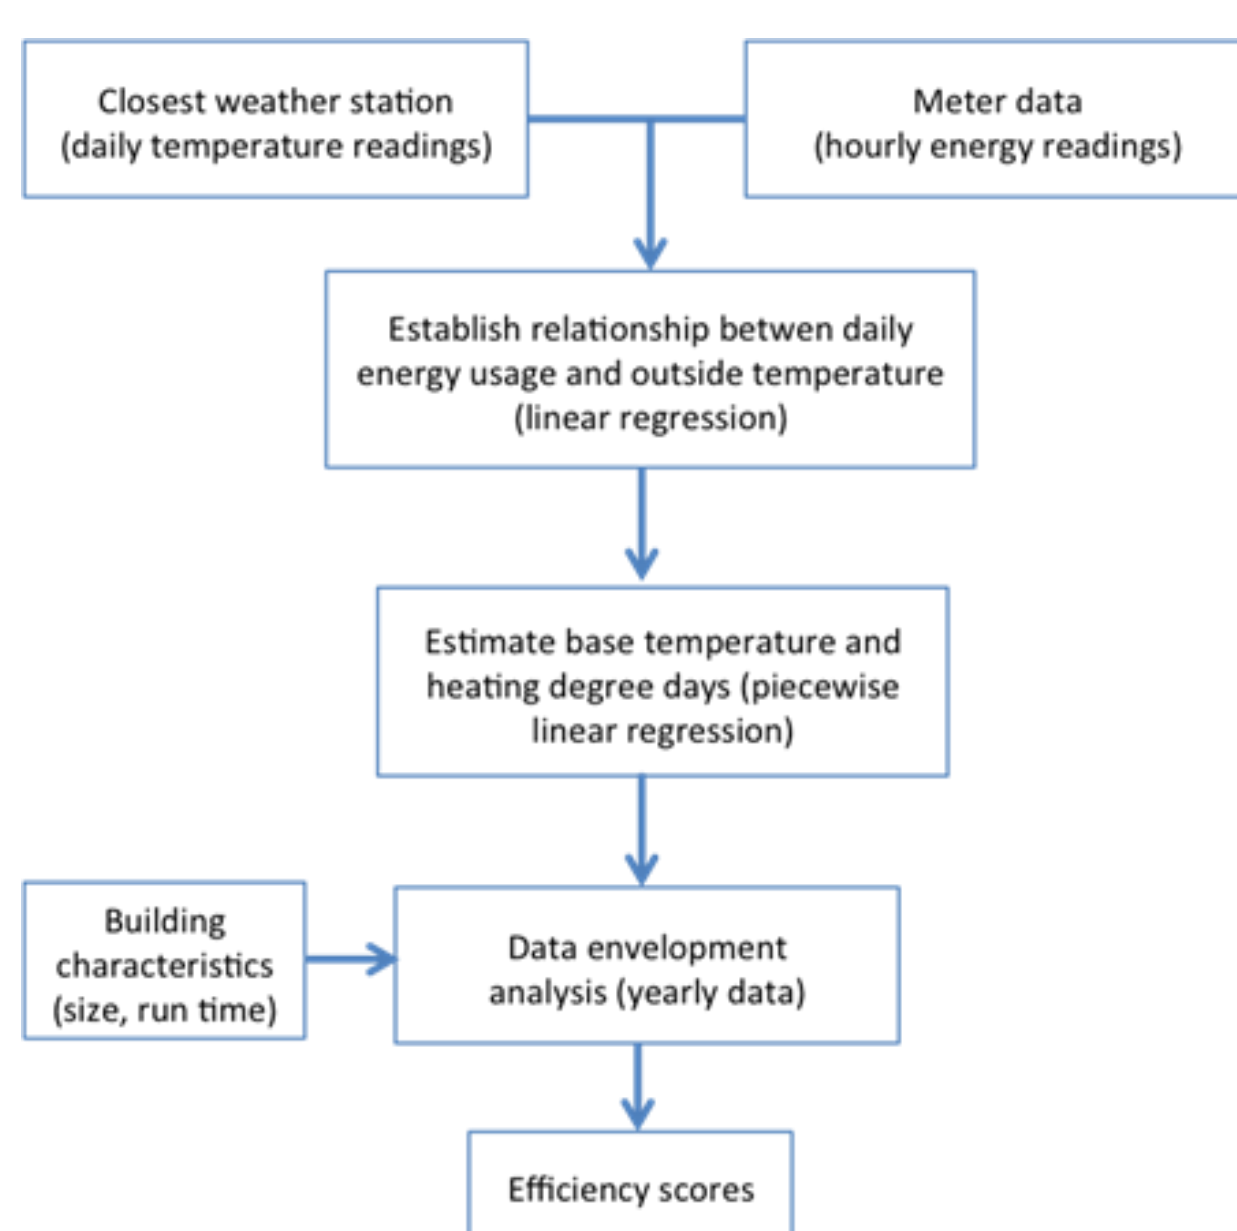 Closest weather station
(daily temperature readings)
Meter data
(hourly energy readings)
Establish relationship betwen daily
energy usage and outside temperature
(linear regression)
Estimate base temperature and
heating degree days (piecewise
linear regression)
Building
characteristics
(size, run time)
Data envelopment
analysis (yearly data)
Efficiency scores